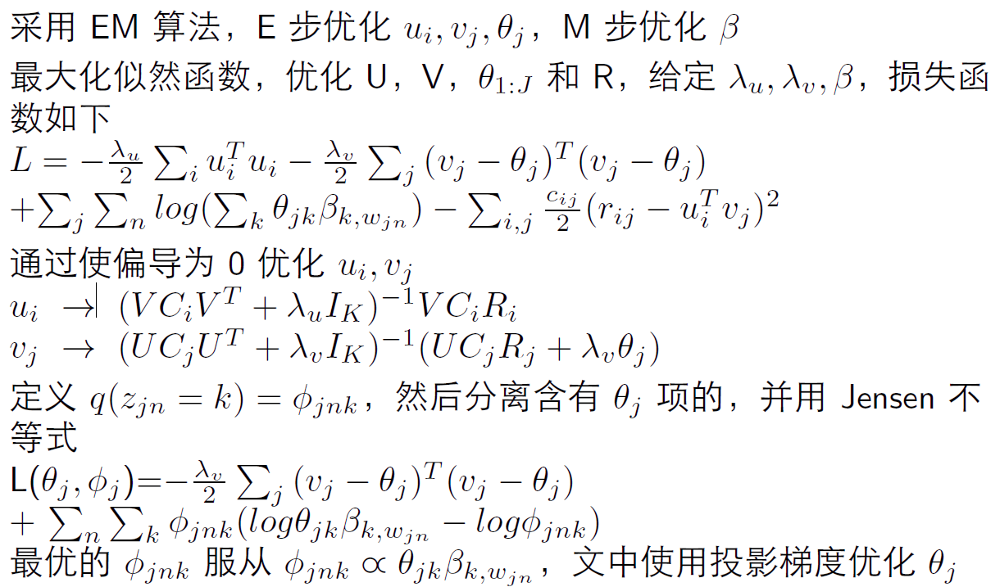 采用 EM 算法，E 步优化 $u_i, v_j, \theta_j$，M 步优化 $\beta$
最大化似然函数，优化 U，V，$\theta_{1:J}$ 和 R，给定 $\lambda_u, \lambda_v, \beta$，损失函
数如下
$L = -\frac{\lambda_u}{2} \sum_i u_i^T u_i - \frac{\lambda_v}{2} \sum_j (v_j - \theta_j)^T (v_j - \theta_j)$
$+ \sum_j \sum_n log(\sum_k \theta_{jk} \beta_{k,w_{jn}}) - \sum_{i,j} \frac{c_{ij}}{2} (r_{ij} - u_i^T v_j)^2$
通过使偏导为 0 优化 $u_i, v_j$
$u_i \rightarrow (V C_i V^T + \lambda_u I_K)^{-1} V C_i R_i$
$v_j \rightarrow (U C_j U^T + \lambda_v I_K)^{-1} (U C_j R_j + \lambda_v \theta_j)$
定义 $q(z_{jn} = k) = \phi_{jnk}$，然后分离含有 $\theta_j$ 项的，并用 Jensen 不
等式
L($\theta_j, \phi_j$)=$-\frac{\lambda_v}{2} \sum_j (v_j - \theta_j)^T (v_j - \theta_j)$
$+ \sum_n \sum_k \phi_{jnk} (log\theta_{jk} \beta_{k,w_{jn}} - log\phi_{jnk})$
最优的 $\phi_{jnk}$ 服从 $\phi_{jnk} \propto \theta_{jk} \beta_{k,w_{jn}}$，文中使用投影梯度优化 $\theta_j$